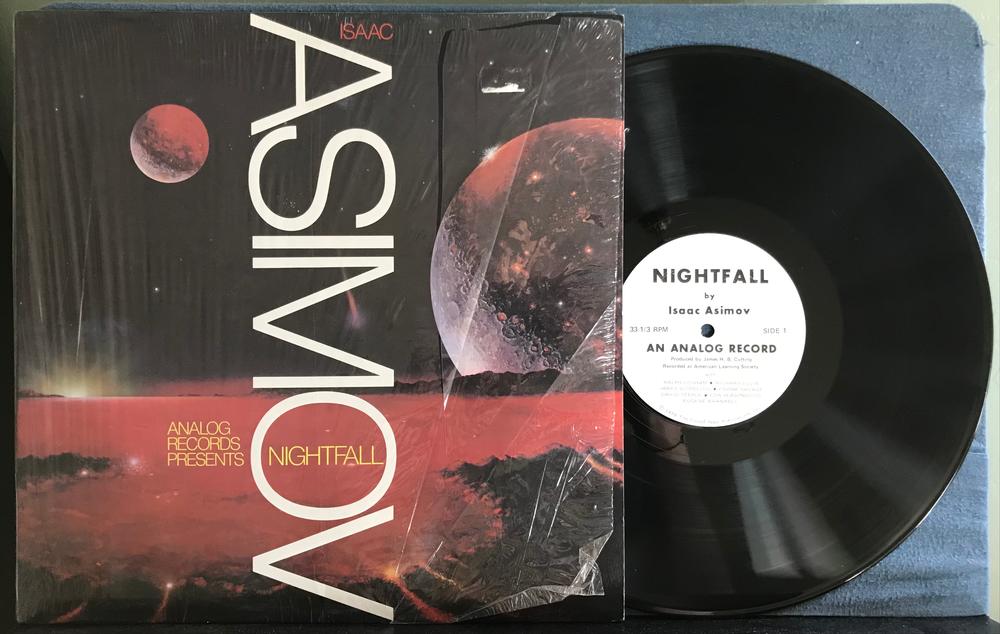 ISAAC
ASIMOV
ANALOG
RECORDS
PRESENTS
NIGHTFALL
NIGHTFALL
by
Isaac Asimov
33-1/3 RPM
SIDE 1
AN ANALOG RECORD
Produced by James H. B. Cutting
Recorded at American Learning Society